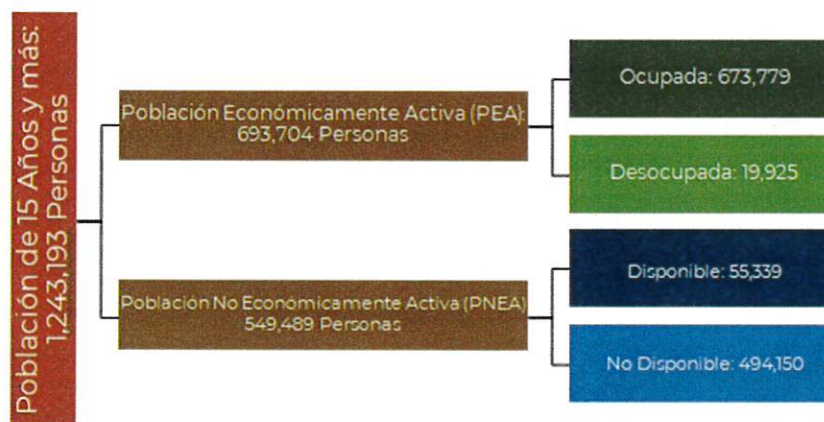 Población de 15 Años y más:
1,243,193 Personas
Población Económicamente Activa (PEA):
693,704 Personas
Ocupada: 673,779
Desocupada: 19,925
Población No Económicamente Activa (PNEA)
549,489 Personas
Disponible: 55,339
No Disponible: 494,150